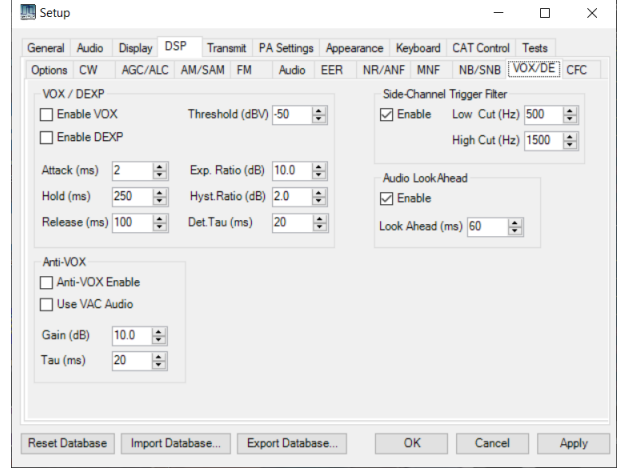 Setup
General Audio Display DSP Transmit PA Settings Appearance Keyboard CAT Control Tests
Options CW AGC/ALC AM/SAM FM Audio EER NR/ANF MNF NB/SNB VOX/DE CFC
VOX / DEXP
Enable VOX Threshold (dBV) -50
Enable DEXP
Attack (ms) 2 Exp. Ratio (dB) 10.0
Hold (ms) 250 Hyst.Ratio (dB) 2.0
Release (ms) 100 Det.Tau (ms) 20
Side-Channel Trigger Filter
Enable Low Cut (Hz) 500
High Cut (Hz) 1500
Audio LookAhead
Enable
Look Ahead (ms) 60
Anti-VOX
Anti-VOX Enable
Use VAC Audio
Gain (dB) 10.0
Tau (ms) 20
Reset Database Import Database... Export Database... OK Cancel Apply